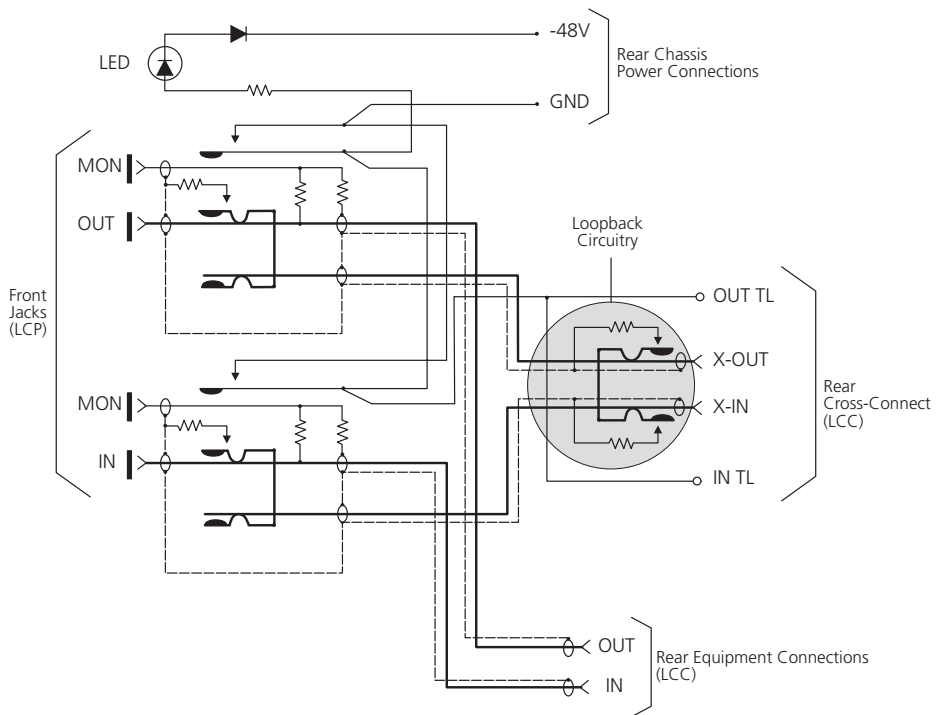 -48V
LED
Rear Chassis
Power Connections
GND
MON
OUT
Loopback
Circuitry
Front
Jacks
(LCP)
OUT TL
X-OUT
MON
Rear
Cross-Connect
(LCC)
X-IN
IN
IN TL
OUT
Rear Equipment Connections
(LCC)
IN